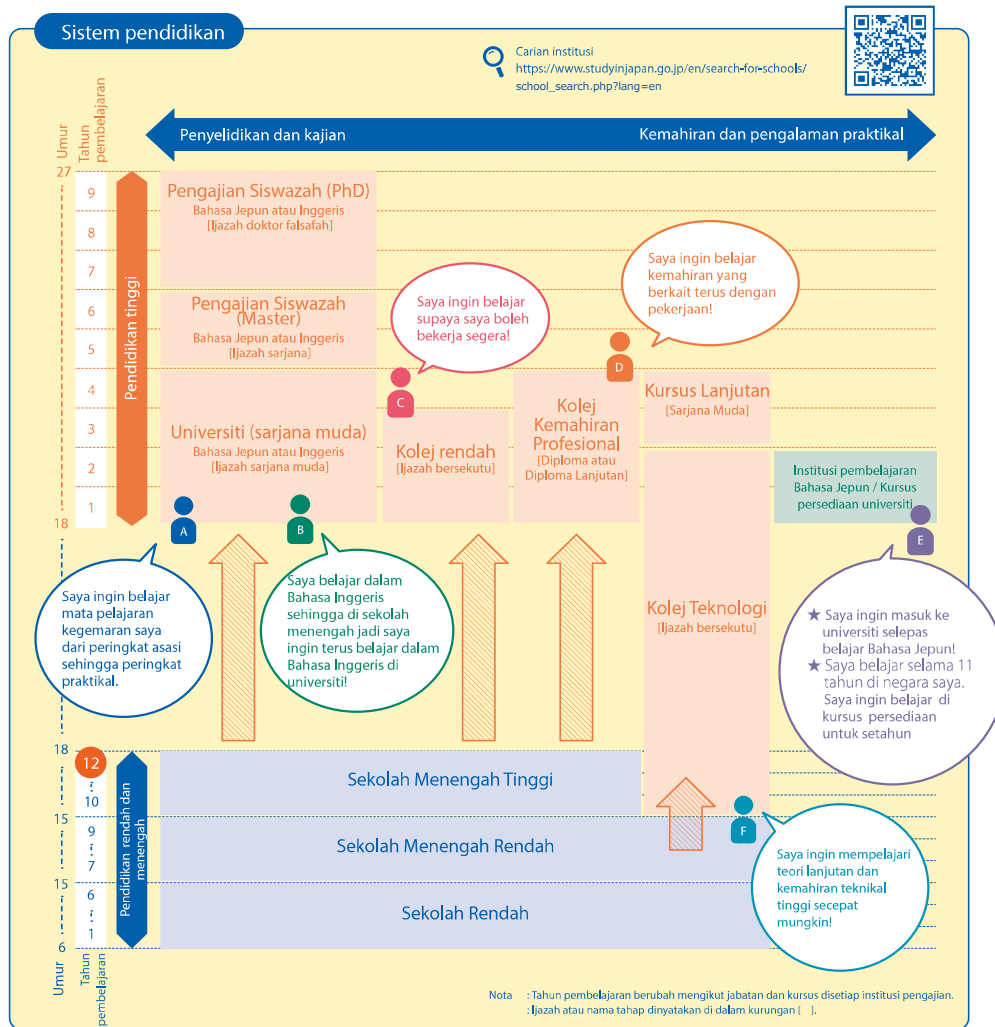 Sistem pendidikan
Carian institusi
https://www.studyinjapan.go.jp/en/search-for-schools/
school_search.php?lang=en
Umur
Tahun
pembelajaran
Penyelidikan dan kajian
Kemahiran dan pengalaman praktikal
27
9
8
7
6
5
4
3
2
1
18
Pendidikan tinggi
Pengajian Siswazah (PhD)
Bahasa Jepun atau Inggeris
[Ijazah doktor falsafah]
Pengajian Siswazah
(Master)
Bahasa Jepun atau Inggeris
[Ijazah sarjana]
Universiti (sarjana muda)
Bahasa Jepun atau Inggeris
[Ijazah sarjana muda]
Saya ingin belajar
supaya saya boleh
bekerja segera!
C
Kolej rendah
[Ijazah bersekutu]
Saya ingin belajar
kemahiran yang
berkait terus dengan
pekerjaan!
D
Kolej
Kemahiran
Profesional
[Diploma atau
Diploma Lanjutan]
Kursus Lanjutan
[Sarjana Muda]
Institusi pembelajaran
Bahasa Jepun / Kursus
persediaan universiti
A
B
E
Saya ingin belajar
mata pelajaran
kegemaran saya
dari peringkat asasi
sehingga peringkat
praktikal.
Saya belajar dalam
Bahasa Inggeris
sehingga di sekolah
menengah jadi saya
ingin terus belajar dalam
Bahasa Inggeris di
universiti!
Kolej Teknologi
[Ijazah bersekutu]
★ Saya ingin masuk ke
universiti selepas
belajar Bahasa Jepun!
★ Saya belajar selama 11
tahun di negara saya.
Saya ingin belajar di
kursus persediaan
untuk setahun
18
12
10
15
9
7
15
6
1
6
Pendidikan rendah dan
menengah
Sekolah Menengah Tinggi
Sekolah Menengah Rendah
Sekolah Rendah
F
Saya ingin mempelajari
teori lanjutan dan
kemahiran teknikal
tinggi secepat
mungkin!
Umur
Tahun
pembelajaran
Nota : Tahun pembelajaran berubah mengikut jabatan dan kursus disetiap institusi pengajian.
: Ijazah atau nama tahap dinyatakan di dalam kurungan [ ].